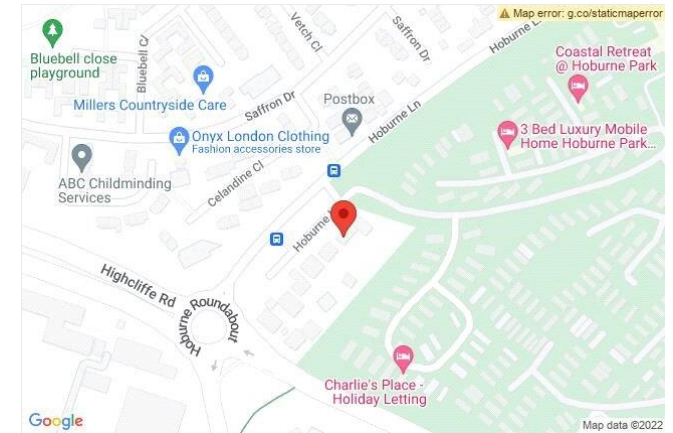 Map error: g.co/staticmaperror
Vetch Cl
Saffron Dr
Hoburne L
Bluebell close
playground
Bluebell Cl
Coastal Retreat
@ Hoburne Park
Millers Countryside Care
Saffron Dr
Postbox
Hoburne Ln
Onyx London Clothing
Fashion accessories store
3 Bed Luxury Mobile
Home Hoburne Park...
ABC Childminding
Services
Celandine Cl
Hoburne
Highcliffe Rd
Hoburne Roundabout
Charlie's Place -
Holiday Letting
Google
Map data ©2022